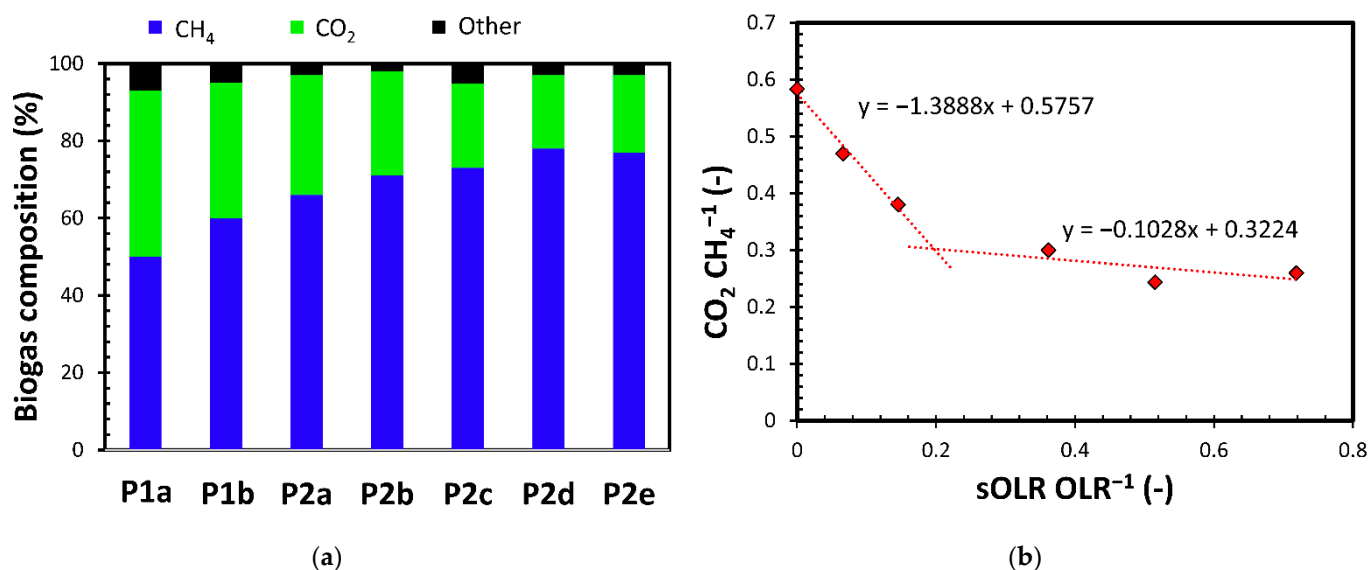 CH₄ CO₂ Other
Biogas composition (%)
100
80
60
40
20
0
P1a P1b P2a P2b P2c P2d P2e
(a)
CO₂ CH₄⁻¹ (-)
0.7
0.6
0.5
0.4
0.3
0.2
0.1
0
y = −1.3888x + 0.5757
y = −0.1028x + 0.3224
0 0.2 0.4 0.6 0.8
sOLR OLR⁻¹ (-)
(b)